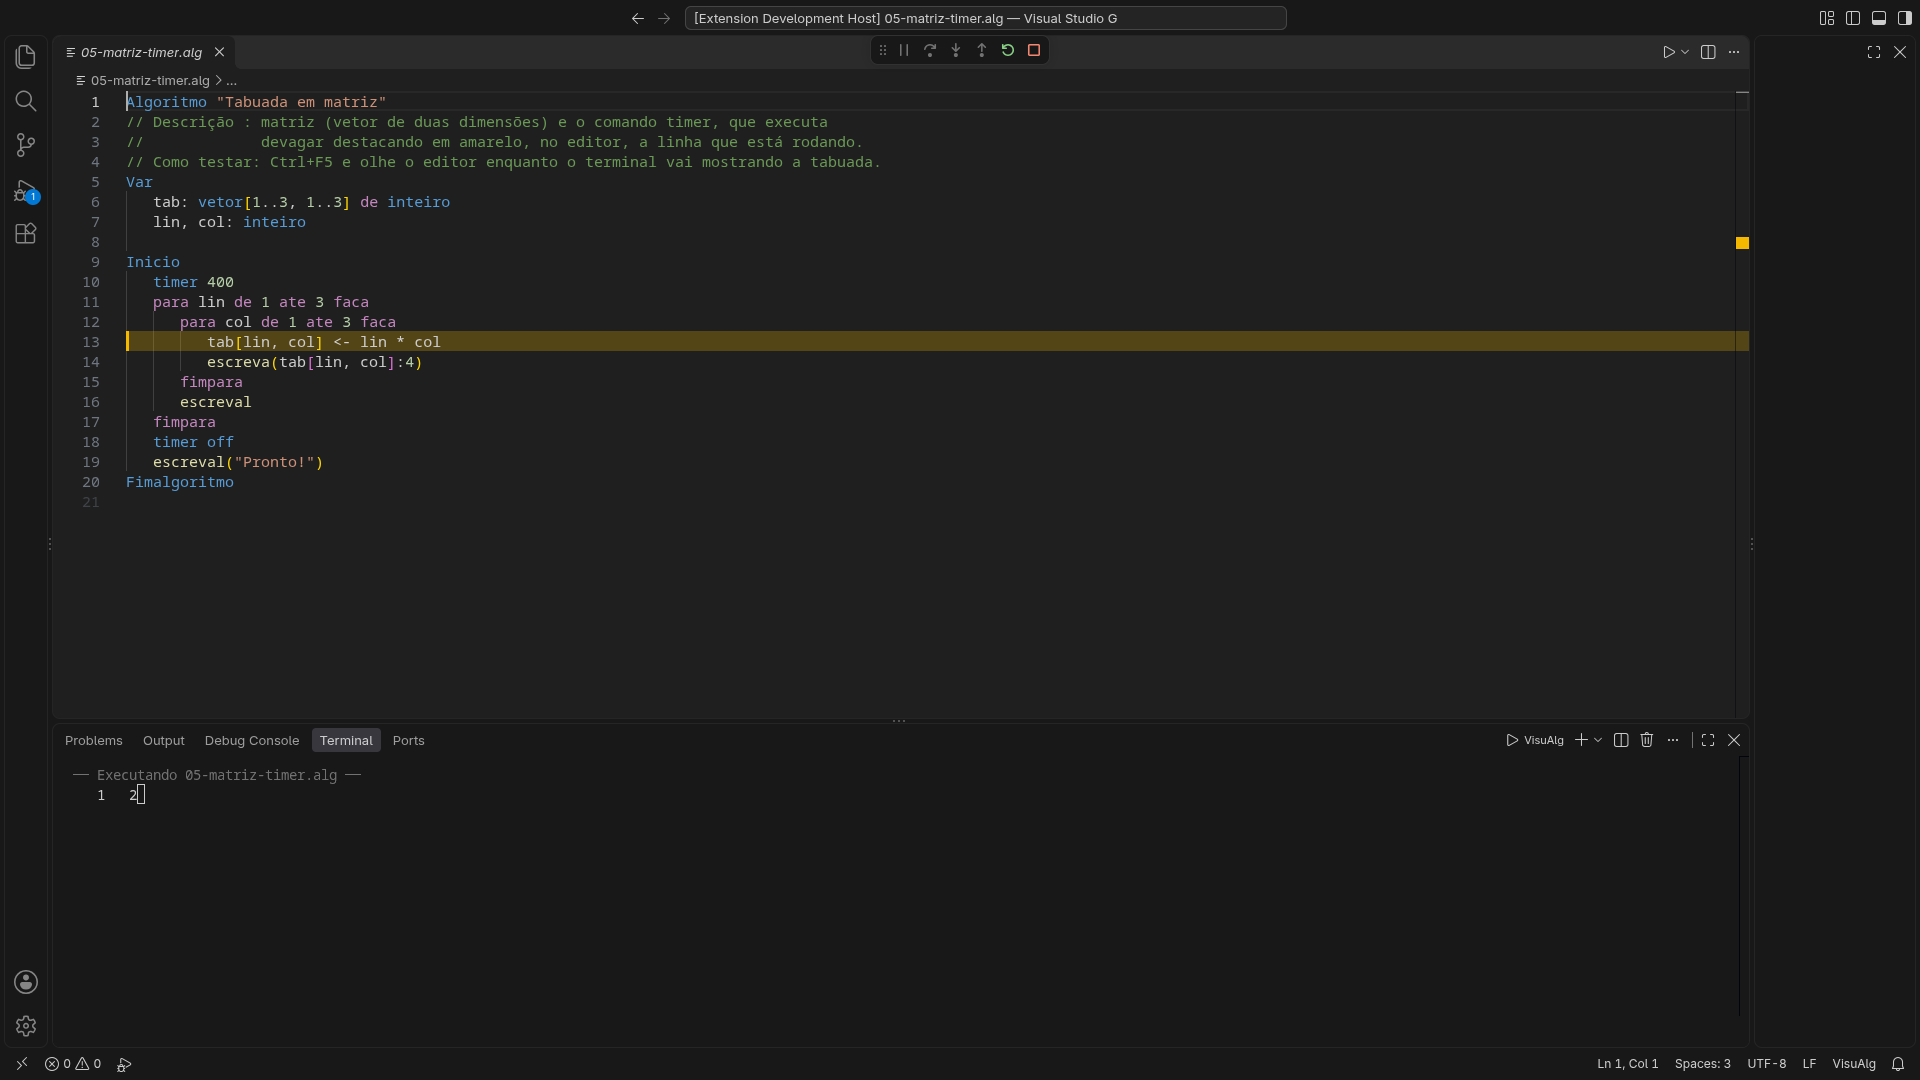 [Extension Development Host] 05-matriz-timer.alg — Visual Studio G
05-matriz-timer.alg
05-matriz-timer.alg > ...
1 Algoritmo "Tabuada em matriz"
2 // Descrição : matriz (vetor de duas dimensões) e o comando timer, que executa
3 //             devagar destacando em amarelo, no editor, a linha que está rodando.
4 // Como testar: Ctrl+F5 e olhe o editor enquanto o terminal vai mostrando a tabuada.
5 Var
6    tab: vetor[1..3, 1..3] de inteiro
7    lin, col: inteiro
8
9 Inicio
10    timer 400
11    para lin de 1 ate 3 faca
12       para col de 1 ate 3 faca
13          tab[lin, col] <- lin * col
14          escreva(tab[lin, col]:4)
15       fimpara
16       escreval
17    fimpara
18    timer off
19    escreval("Pronto!")
20 Fimalgoritmo
21
1
Problems Output Debug Console Terminal Ports
VisuAlg
── Executando 05-matriz-timer.alg ──
   1   2
0 0
Ln 1, Col 1 Spaces: 3 UTF-8 LF VisuAlg